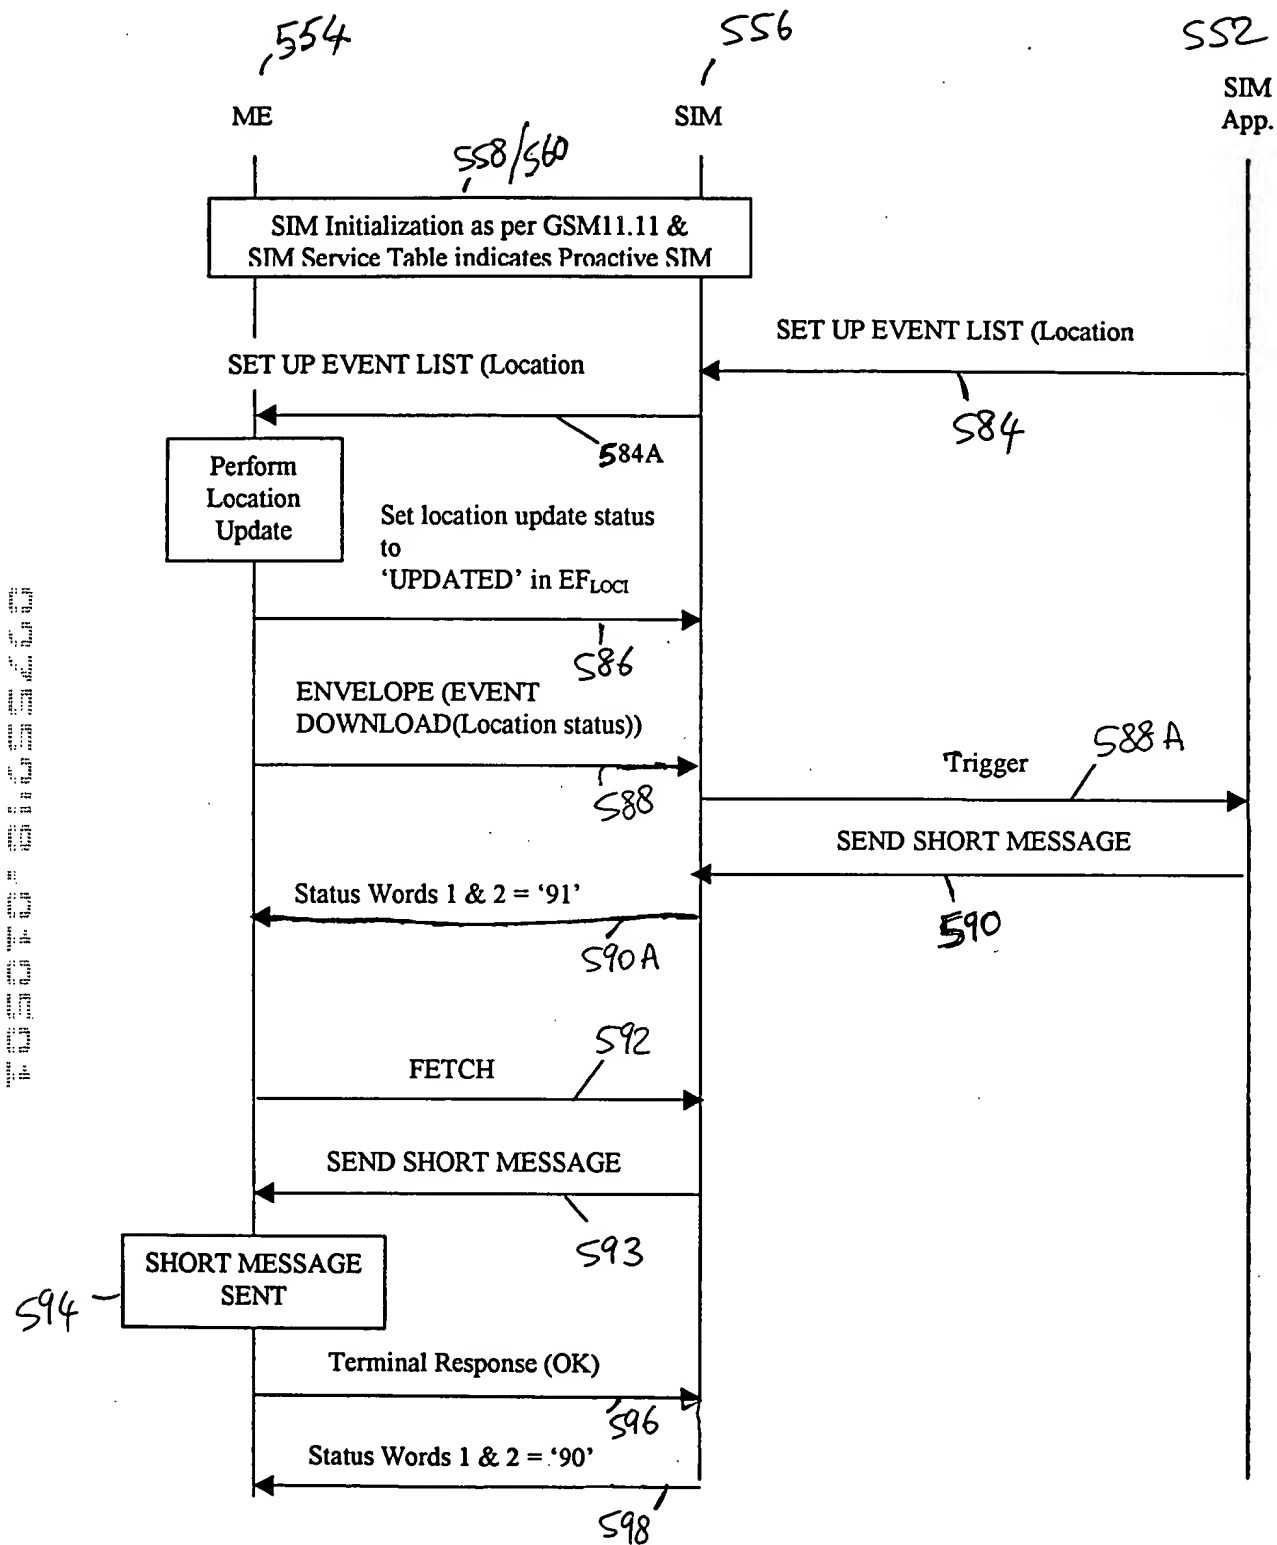 554
556
552
ME
SIM
SIM
App.
558/560
SIM Initialization as per GSM11.11 &
SIM Service Table indicates Proactive SIM
SET UP EVENT LIST (Location
SET UP EVENT LIST (Location
584
584A
Perform
Location
Update
Set location update status
to
‘UPDATED’ in EFLOCI
586
ENVELOPE (EVENT
DOWNLOAD(Location status))
588
Trigger
588A
SEND SHORT MESSAGE
590
Status Words 1 & 2 = ‘91’
590A
592
FETCH
SEND SHORT MESSAGE
593
SHORT MESSAGE
SENT
594
Terminal Response (OK)
596
Status Words 1 & 2 = ‘90’
598